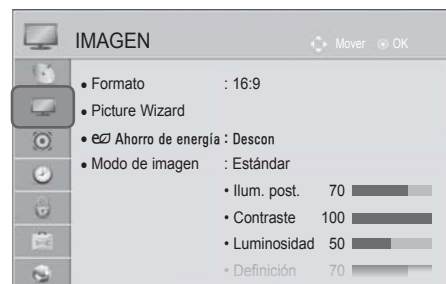 IMAGEN
Mover OK
• Formato : 16:9
• Picture Wizard
• Ahorro de energía : Descon
• Modo de imagen : Estándar
• Ilum. post. 70
• Contraste 100
• Luminosidad 50
• Definición 70